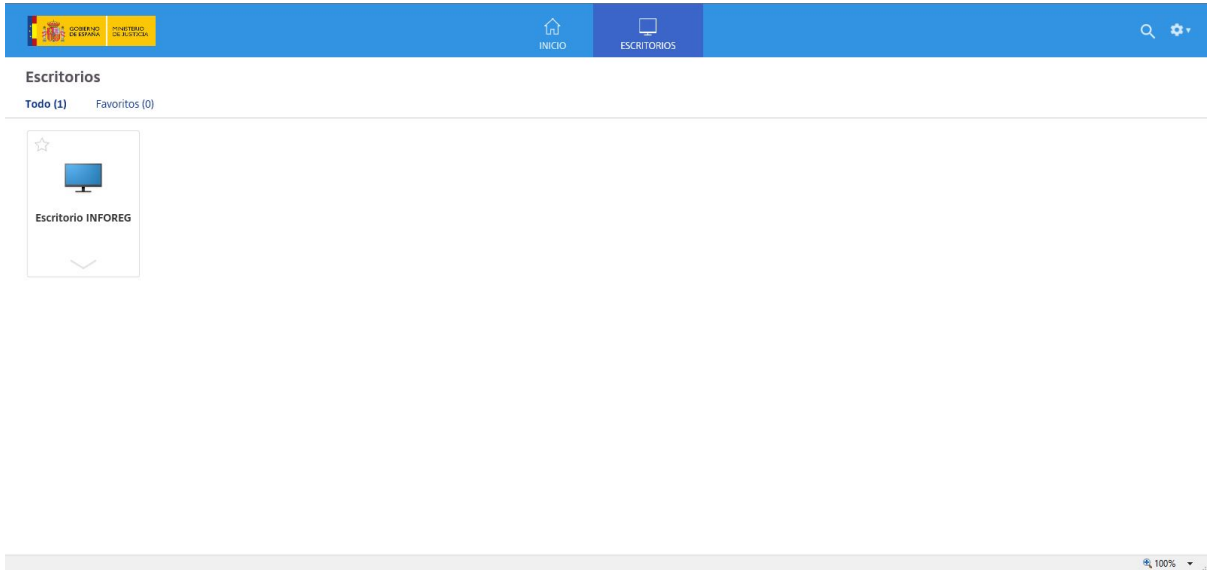 GOBIERNO DE ESPAÑA
MINISTERIO DE JUSTICIA
INICIO
ESCRITORIOS
Escritorios
Todo (1)
Favoritos (0)
Escritorio INFOREG
100%